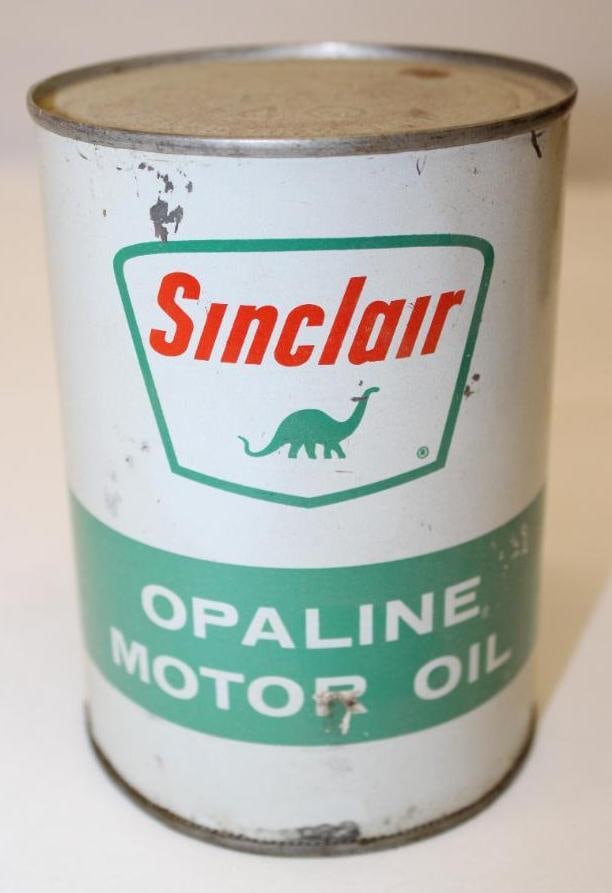 Sinclair
®
OPALINE
MOTOR OIL